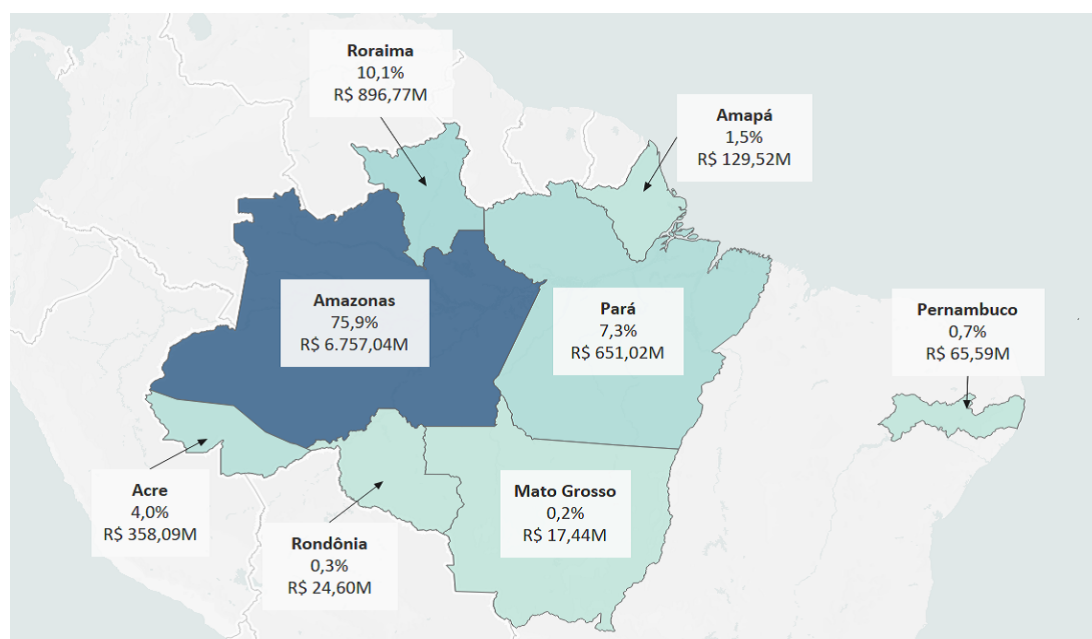 Roraima
10,1%
R$ 896,77M
Amapá
1,5%
R$ 129,52M
Amazonas
75,9%
R$ 6.757,04M
Pará
7,3%
R$ 651,02M
Pernambuco
0,7%
R$ 65,59M
Acre
4,0%
R$ 358,09M
Rondônia
0,3%
R$ 24,60M
Mato Grosso
0,2%
R$ 17,44M